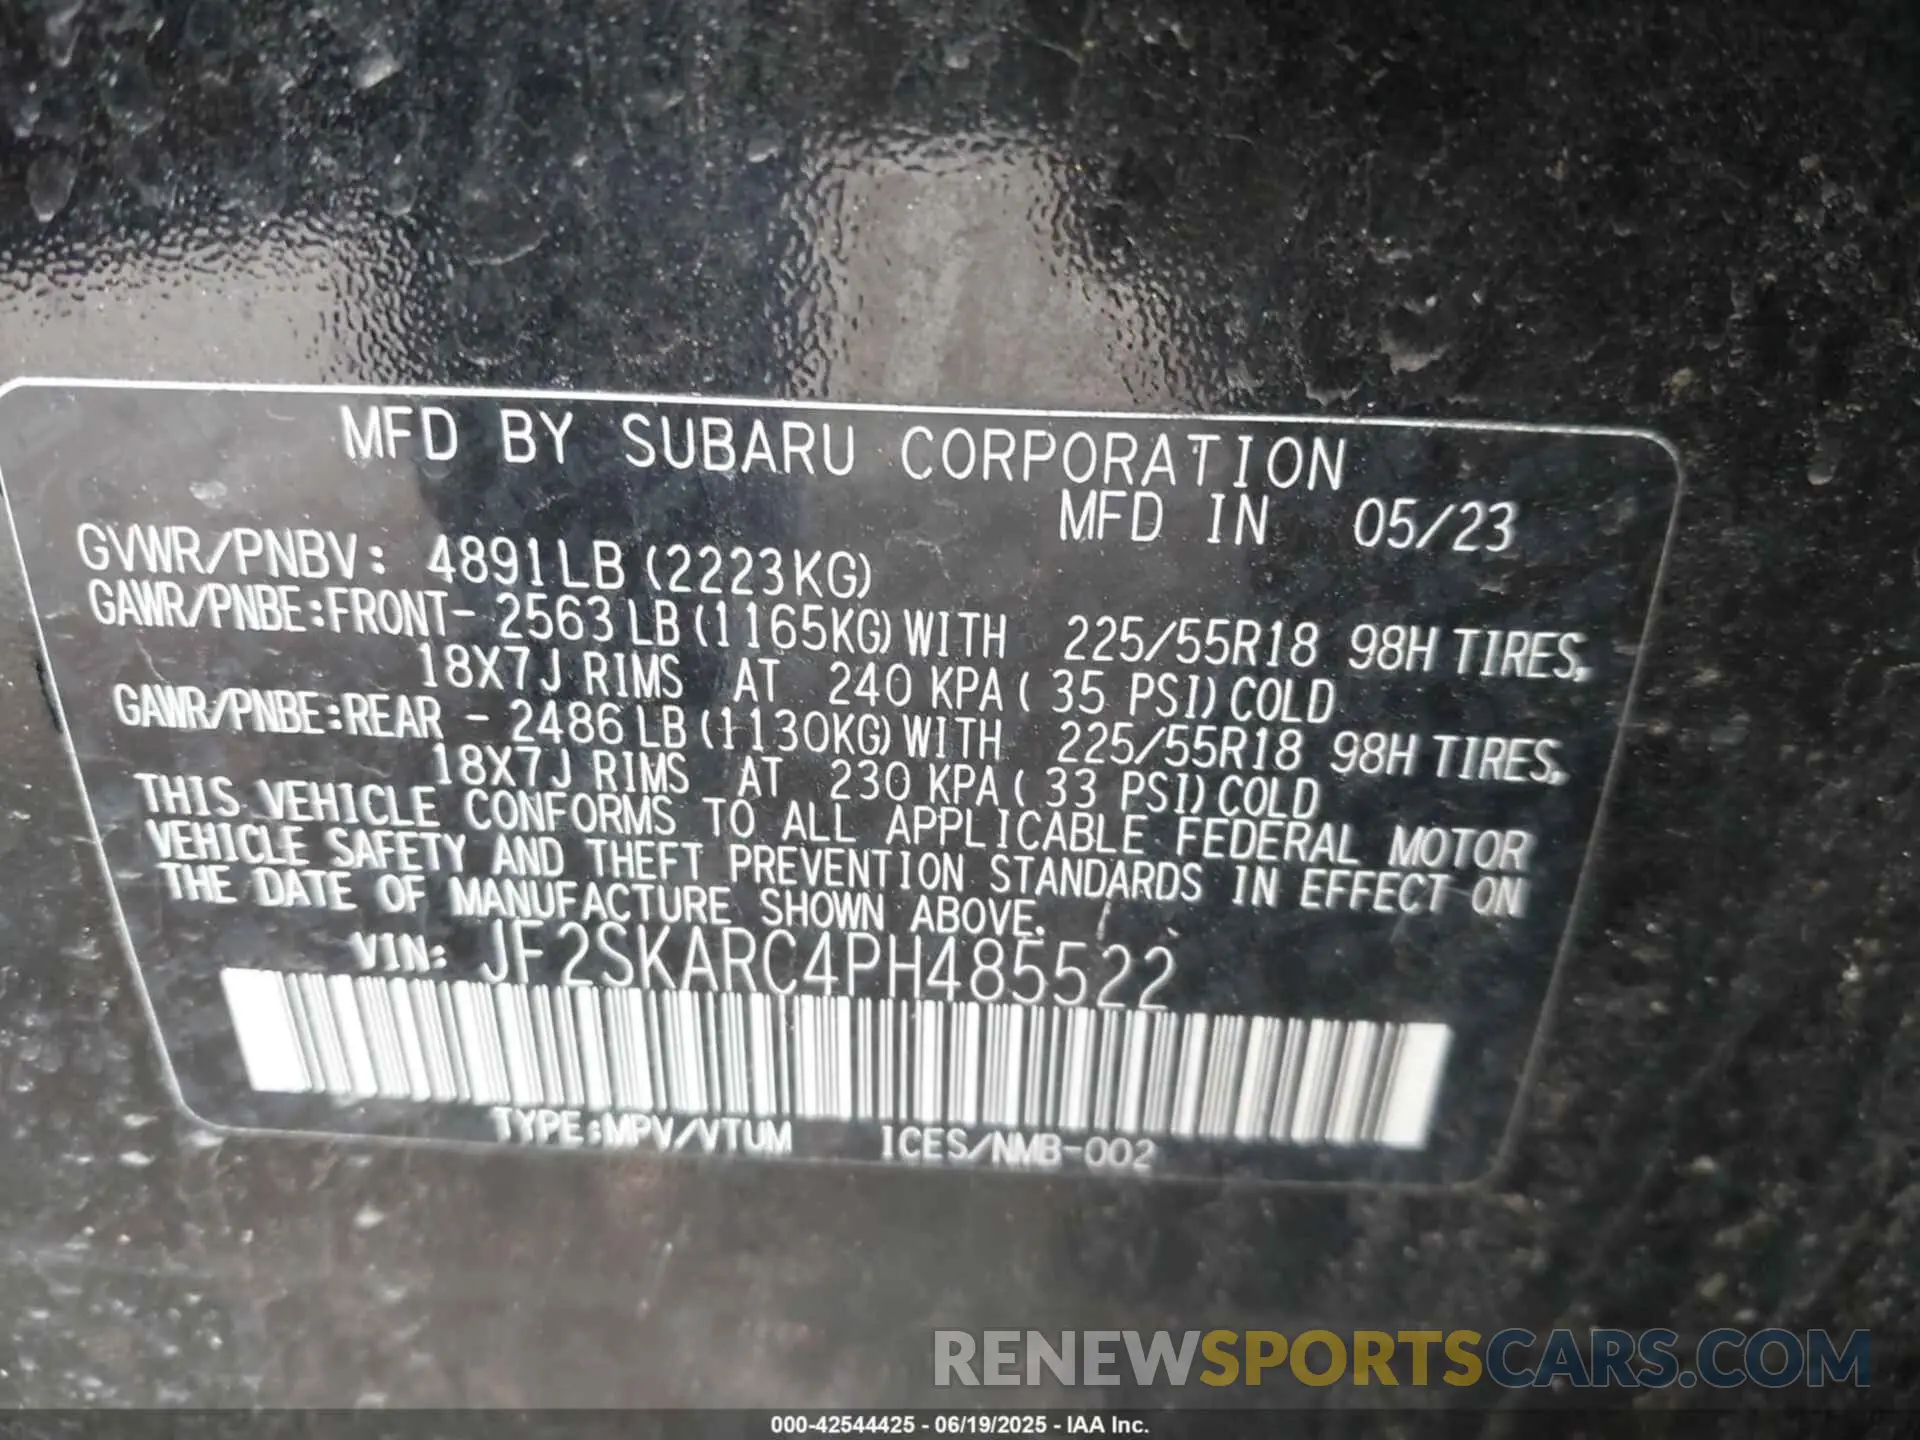 MFD BY SUBARU CORPORATION
MFD IN 05/23
GVWR/PNBV: 4891LB (2223KG)
GAWR/PNBE:FRONT- 2563 LB (1165KG) WITH 225/55R18 98H TIRES,
18X7J RIMS AT 240 KPA ( 35 PSI) COLD
GAWR/PNBE:REAR - 2486 LB (1130KG) WITH 225/55R18 98H TIRES,
18X7J RIMS AT 230 KPA ( 33 PSI) COLD
THIS VEHICLE CONFORMS TO ALL APPLICABLE FEDERAL MOTOR
VEHICLE SAFETY AND THEFT PREVENTION STANDARDS IN EFFECT ON
THE DATE OF MANUFACTURE SHOWN ABOVE.
VIN: JF2SKARC4PH485522
TYPE:MPV/VTUM ICES/NMB-002
RENEWSPORTSCARS.COM
000-42544425 - 06/19/2025 - IAA Inc.